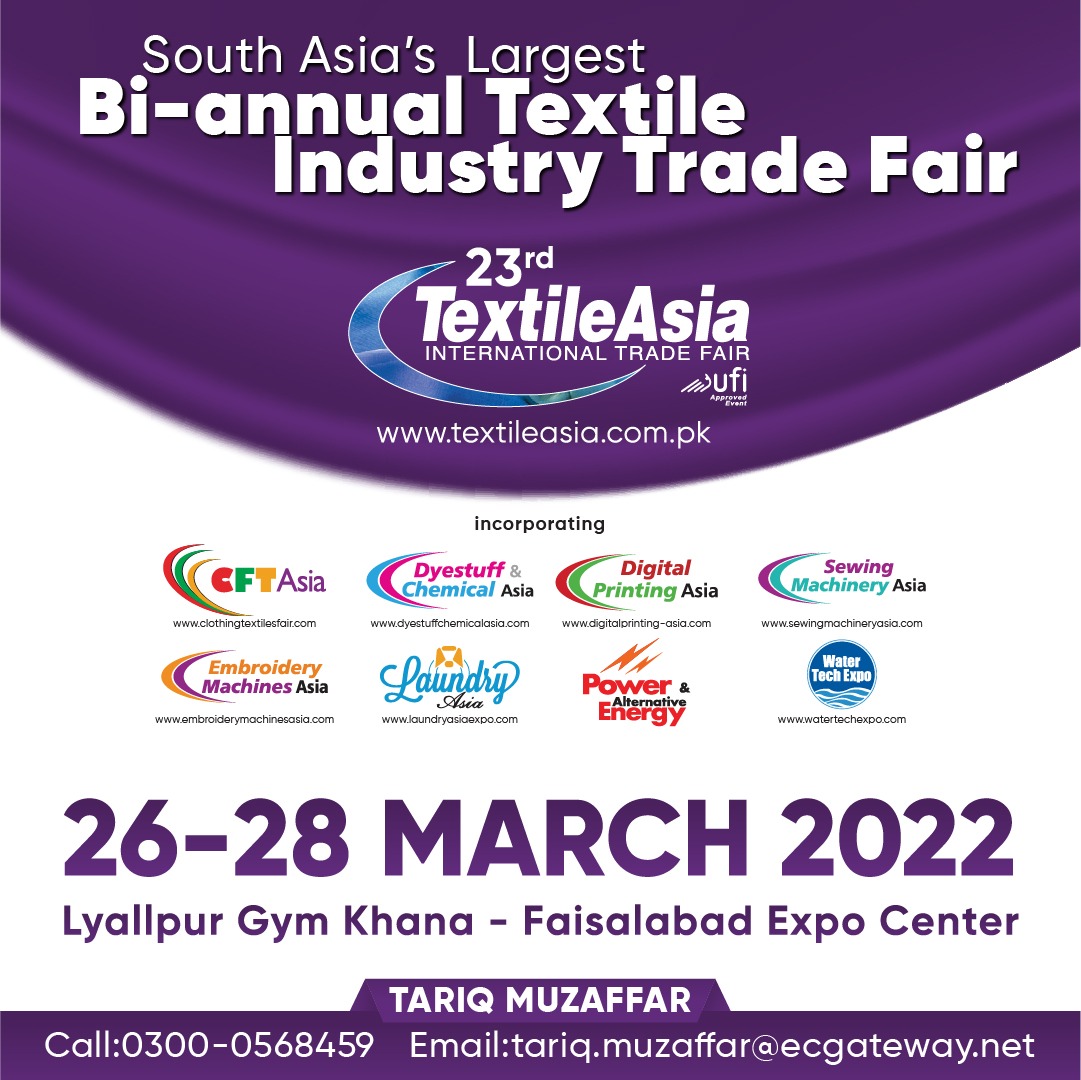 South Asia's Largest
Bi-annual Textile
Industry Trade Fair
23rd
TextileAsia
INTERNATIONAL TRADE FAIR
ufi
Approved
Event
www.textileasia.com.pk
incorporating
CFT Asia
www.clothingtextilesfair.com
Dyestuff &
Chemical Asia
www.dyestuffchemicalasia.com
Digital
Printing Asia
www.digitalprinting-asia.com
Sewing
Machinery Asia
www.sewingmachineryasia.com
Embroidery
Machines Asia
www.embroiderymachinesasia.com
Laundry
Asia
www.laundryasiaexpo.com
Power &
Alternative
Energy
Water
Tech Expo
www.watertechexpo.com
26-28 MARCH 2022
Lyallpur Gym Khana - Faisalabad Expo Center
TARIQ MUZAFFAR
Call:0300-0568459 Email:tariq.muzaffar@ecgateway.net